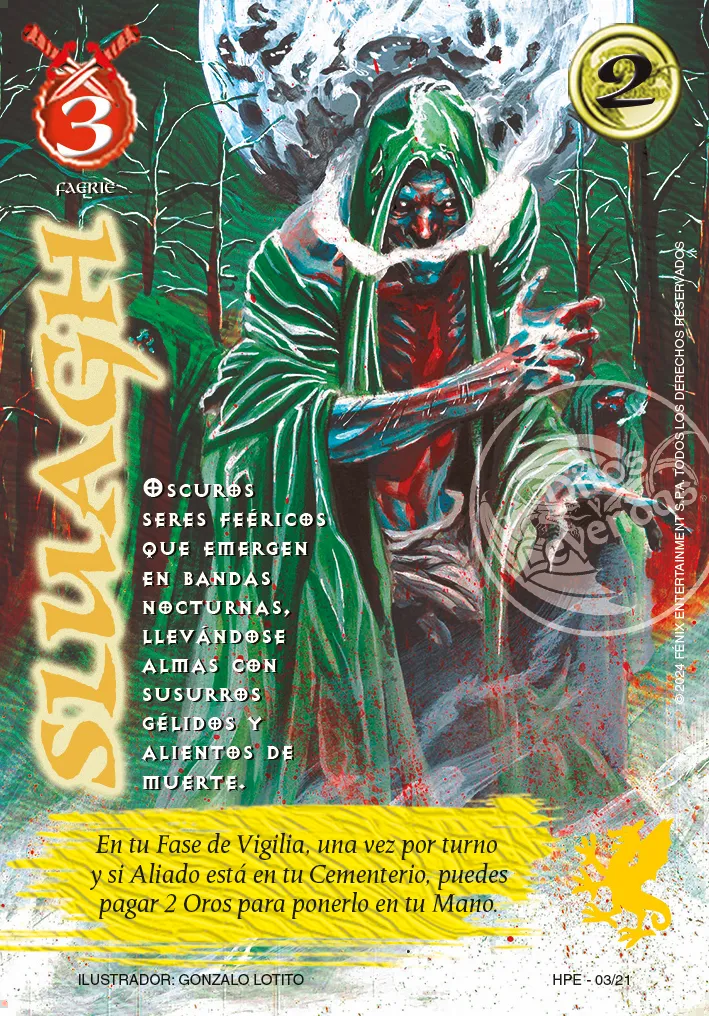 3
2
FAERIE
SLUAGH
OSCUROS
SERES FEÉRICOS
QUE EMERGEN
EN BANDAS
NOCTURNAS,
LLEVÁNDOSE
ALMAS CON
SUSURROS
GÉLIDOS Y
ALIENTOS DE
MUERTE.
© 2024 FÉNIX ENTERTAINMENT S.P.A. TODOS LOS DERECHOS RESERVADOS
En tu Fase de Vigilia, una vez por turno
y si Aliado está en tu Cementerio, puedes
pagar 2 Oros para ponerlo en tu Mano.
ILUSTRADOR: GONZALO LOTITO
HPE - 03/21